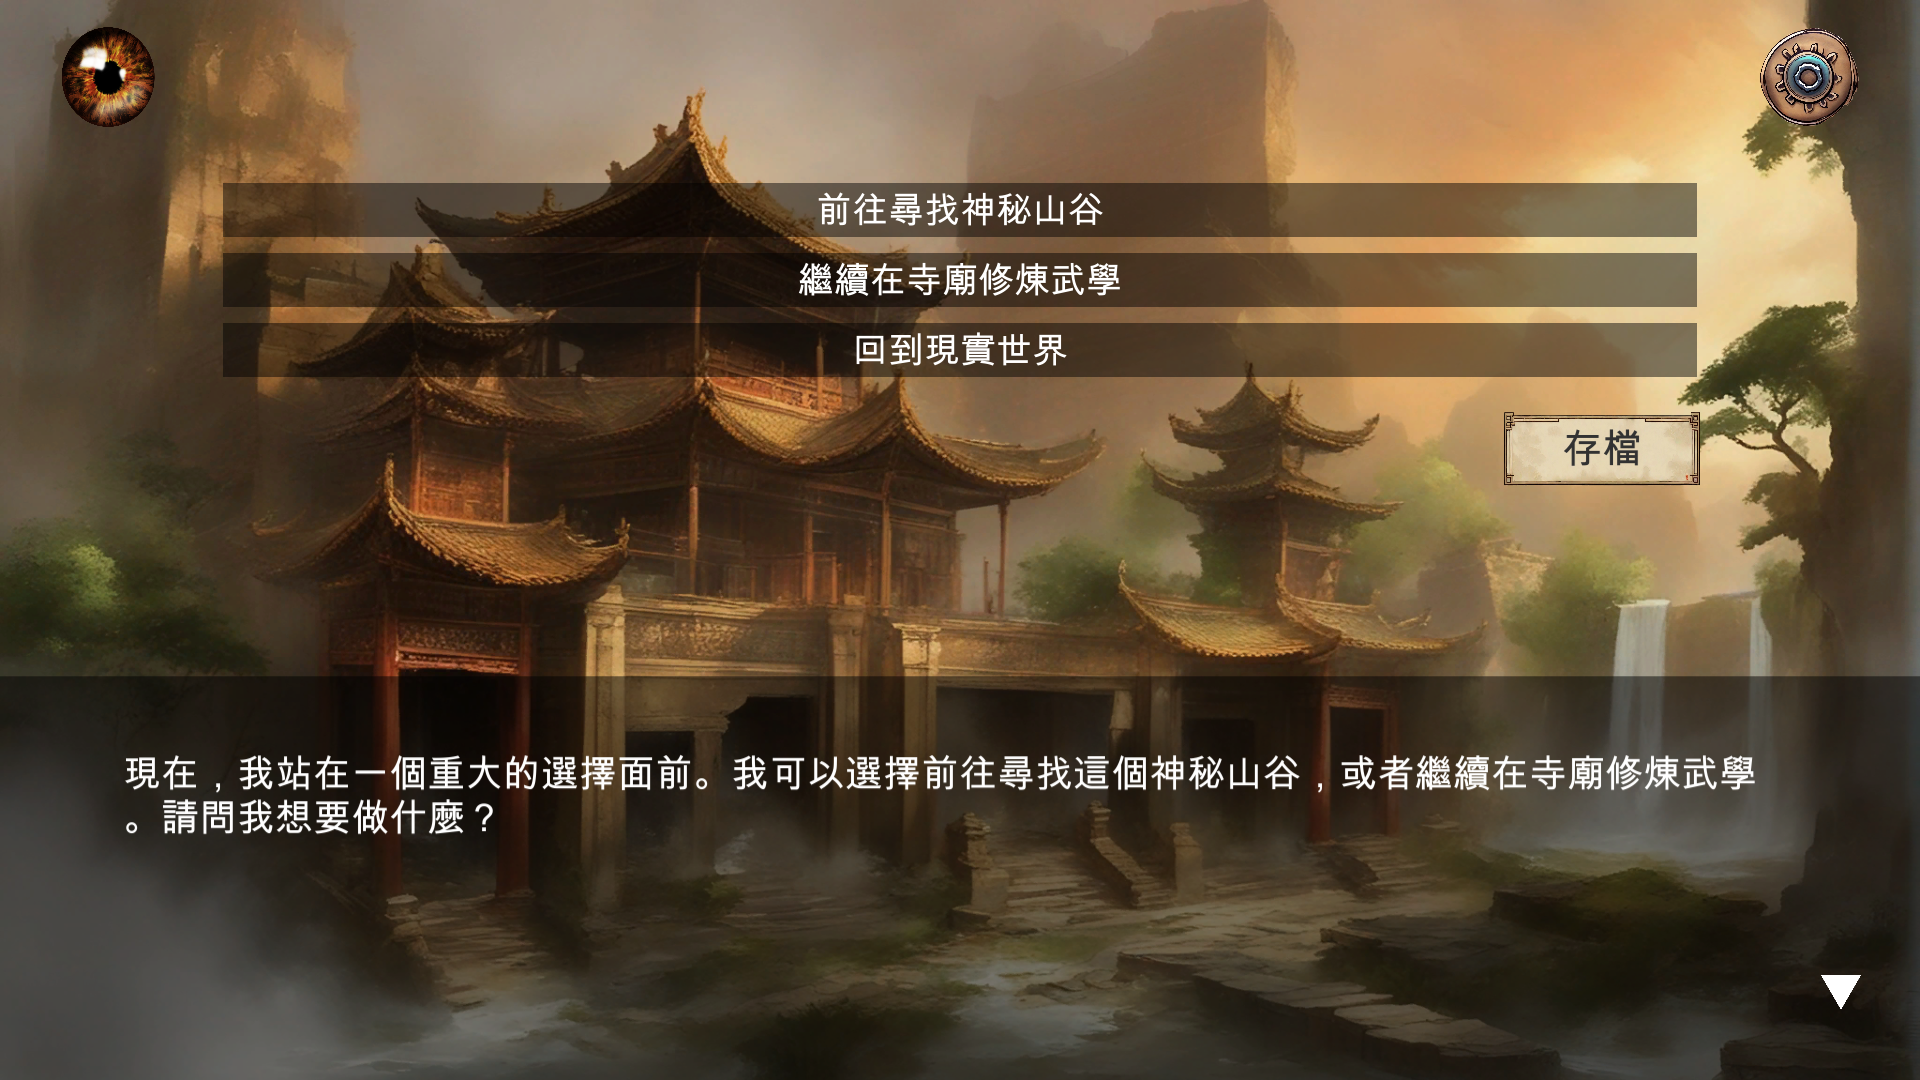 前往尋找神秘山谷
繼續在寺廟修煉武學
回到現實世界
存檔
現在，我站在一個重大的選擇面前。我可以選擇前往尋找這個神秘山谷，或者繼續在寺廟修煉武學
。請問我想要做什麼？